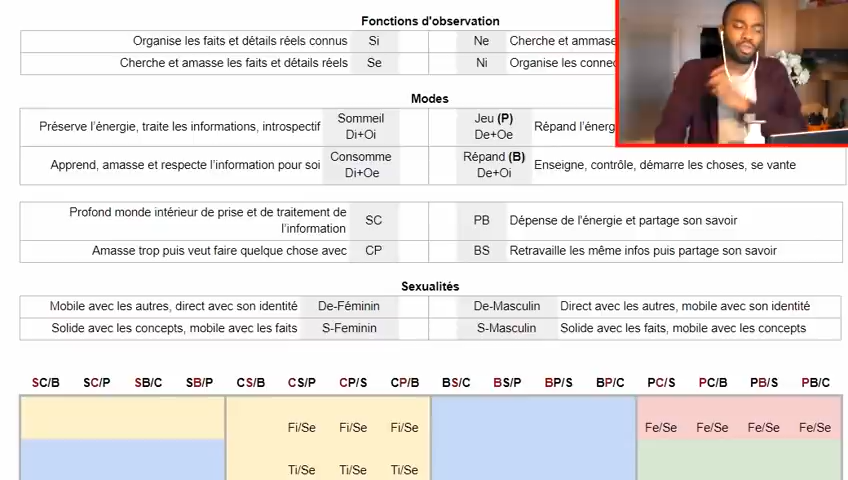 Fonctions d'observation
Organise les faits et détails réels connus Si Ne Cherche et ammase
Cherche et amasse les faits et détails réels Se Ni Organise les connec
Modes
Préserve l'énergie, traite les informations, introspectif Sommeil Di+Oi Jeu (P) De+Oe Répand l'énerg
Apprend, amasse et respecte l'information pour soi Consomme Di+Oe Répand (B) De+Oi Enseigne, contrôle, démarre les choses, se vante
Profond monde intérieur de prise et de traitement de l'information SC PB Dépense de l'énergie et partage son savoir
Amasse trop puis veut faire quelque chose avec CP BS Retravaille les même infos puis partage son savoir
Sexualités
Mobile avec les autres, direct avec son identité De-Féminin De-Masculin Direct avec les autres, mobile avec son identité
Solide avec les concepts, mobile avec les faits S-Feminin S-Masculin Solide avec les faits, mobile avec les concepts
SC/B SC/P SB/C SB/P CS/B CS/P CP/S CP/B BS/C BS/P BP/S BP/C PC/S PC/B PB/S PB/C
Fi/Se Fi/Se Fi/Se Fe/Se Fe/Se Fe/Se Fe/Se
Ti/Se Ti/Se Ti/Se